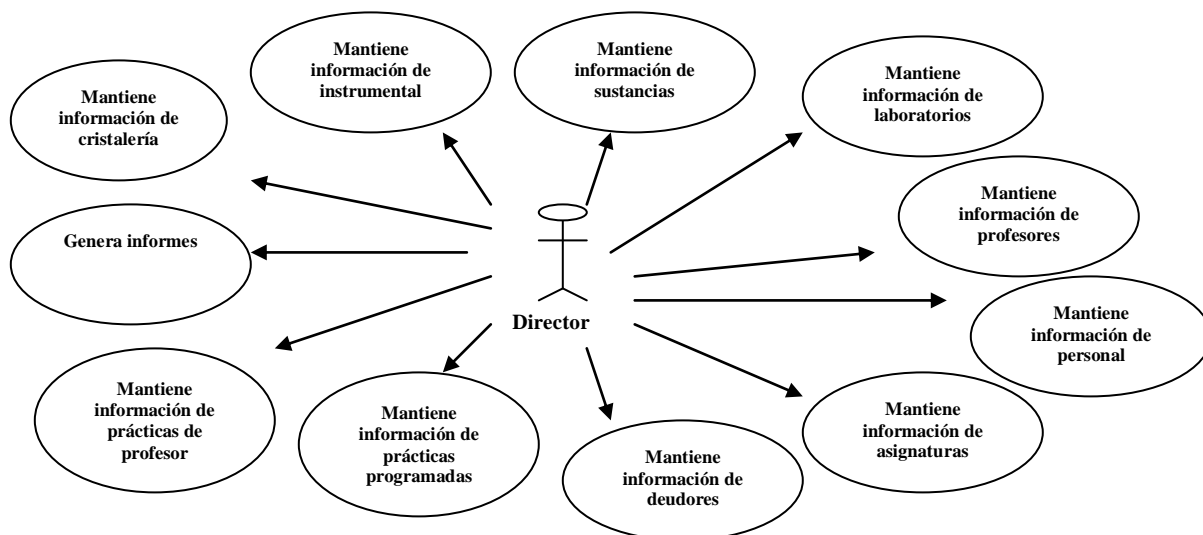 Mantiene
información de
instrumental
Mantiene
información de
sustancias
Mantiene
información de
laboratorios
Mantiene
información de
cristalería
Mantiene
información de
profesores
Genera informes
Mantiene
información de
personal
Director
Mantiene
información de
prácticas de
profesor
Mantiene
información de
prácticas
programadas
Mantiene
información de
deudores
Mantiene
información de
asignaturas